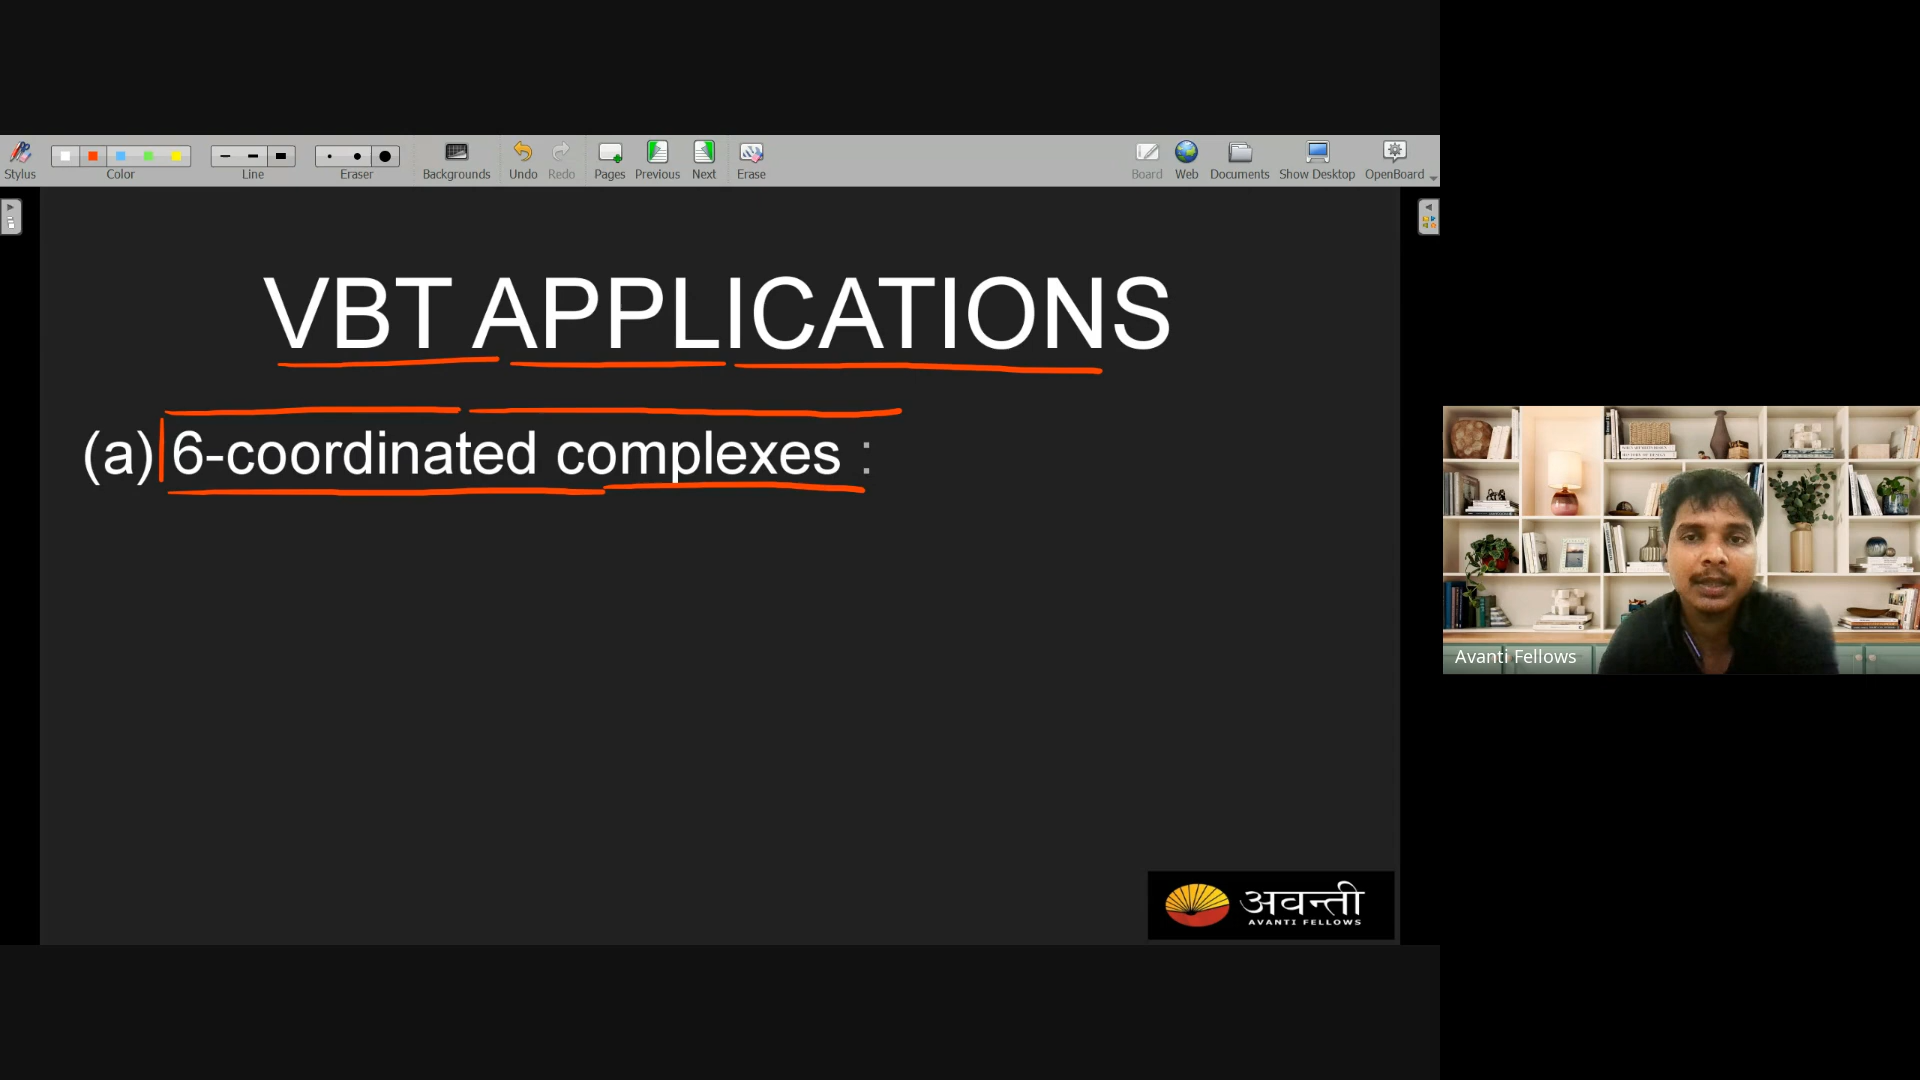 Stylus
Color
Line
Eraser
Backgrounds
Undo
Redo
Pages
Previous
Next
Erase
Board
Web
Documents
Show Desktop
OpenBoard
VBT APPLICATIONS
(a) 6-coordinated complexes :
Avanti Fellows
अवन्ती
AVANTI FELLOWS